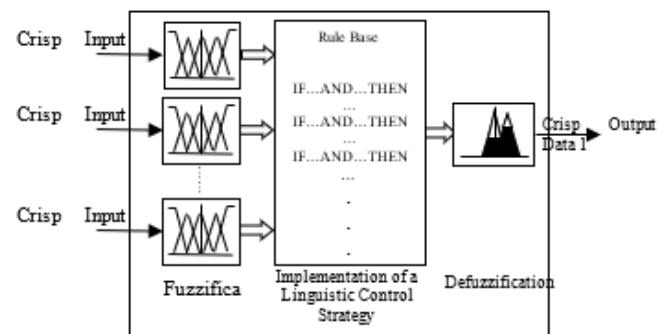 Crisp Input
Rule Base
IF...AND...THEN
...
Crisp Input
IF...AND...THEN
...
IF...AND...THEN
...
Crisp Data 1
Output
Crisp Input
.
.
.
Fuzzifica
Implementation of a
Linguistic Control
Strategy
Defuzzification